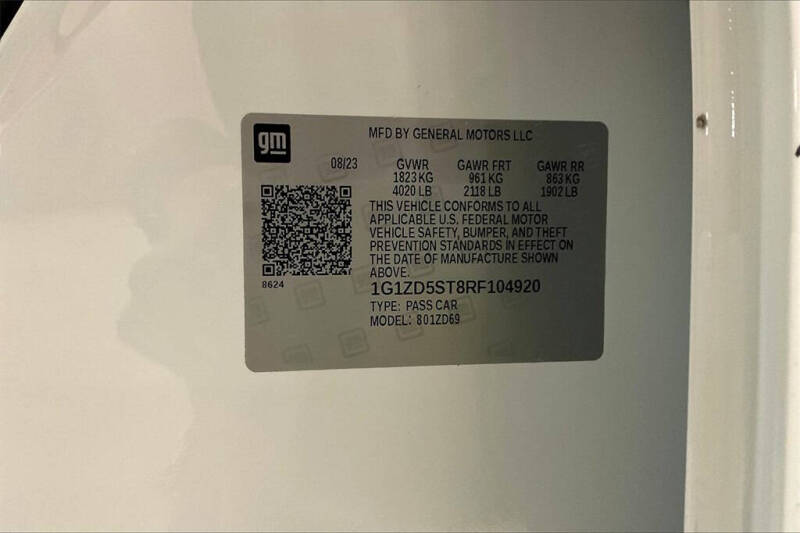 gm
MFD BY GENERAL MOTORS LLC
08/23 GVWR GAWR FRT GAWR RR
1823 KG 961 KG 863 KG
4020 LB 2118 LB 1902 LB
THIS VEHICLE CONFORMS TO ALL
APPLICABLE U.S. FEDERAL MOTOR
VEHICLE SAFETY, BUMPER, AND THEFT
PREVENTION STANDARDS IN EFFECT ON
THE DATE OF MANUFACTURE SHOWN
ABOVE.
8624
1G1ZD5ST8RF104920
TYPE: PASS CAR
MODEL: 801ZD69